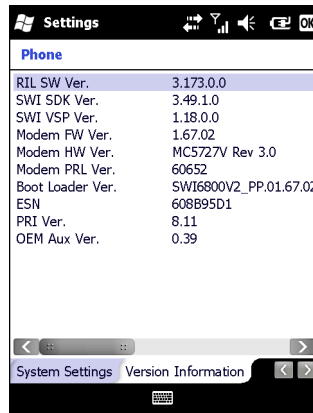 Settings
OK
Phone
RIL SW Ver. 3.173.0.0
SWI SDK Ver. 3.49.1.0
SWI VSP Ver. 1.18.0.0
Modem FW Ver. 1.67.02
Modem HW Ver. MC5727V Rev 3.0
Modem PRL Ver. 60652
Boot Loader Ver. SWI6800V2_PP.01.67.02
ESN 608B95D1
PRI Ver. 8.11
OEM Aux Ver. 0.39
System Settings Version Information